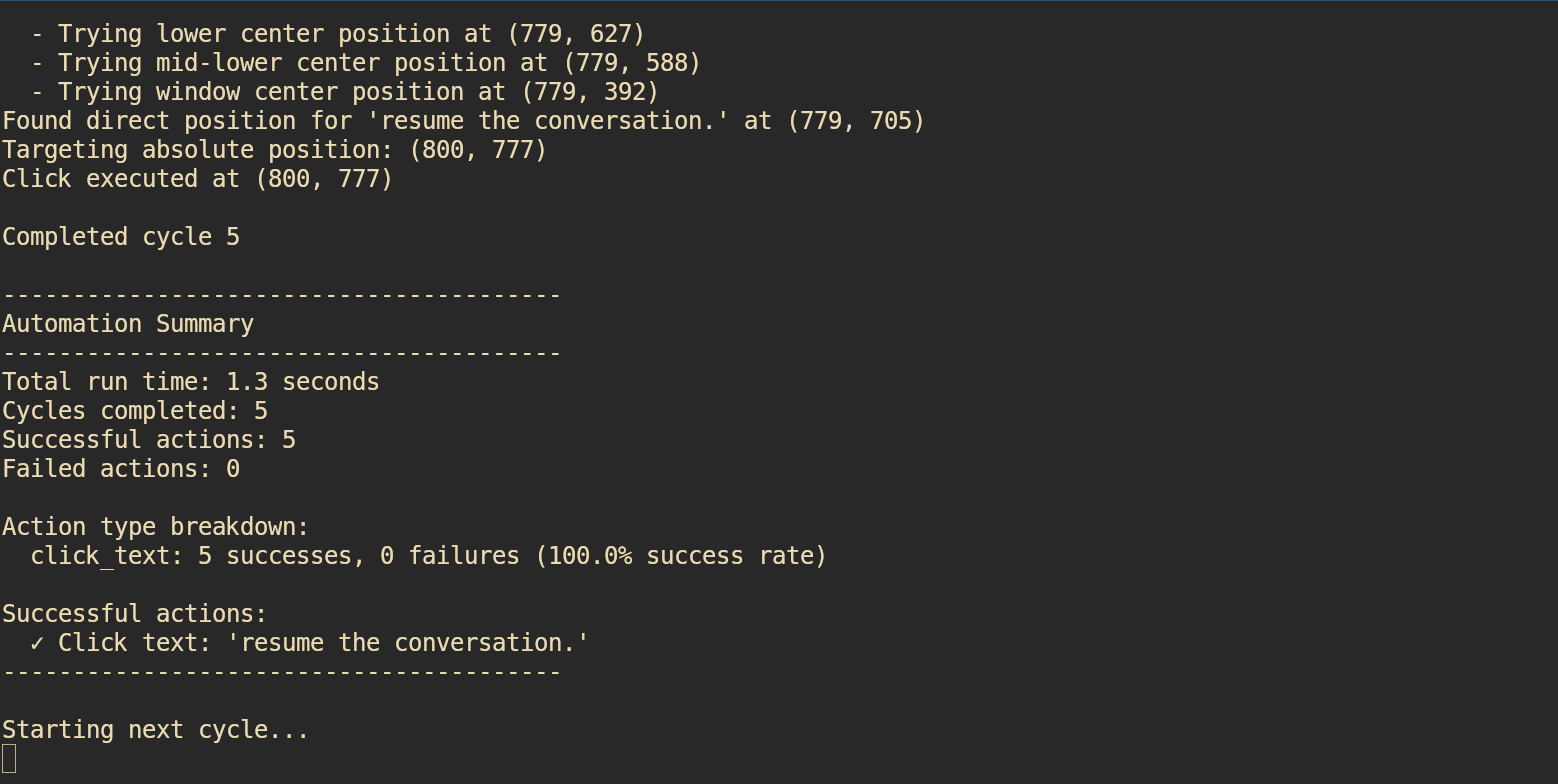 - Trying lower center position at (779, 627)
- Trying mid-lower center position at (779, 588)
- Trying window center position at (779, 392)
Found direct position for 'resume the conversation.' at (779, 705)
Targeting absolute position: (800, 777)
Click executed at (800, 777)
Completed cycle 5
----------------------------------------
Automation Summary
----------------------------------------
Total run time: 1.3 seconds
Cycles completed: 5
Successful actions: 5
Failed actions: 0
Action type breakdown:
click_text: 5 successes, 0 failures (100.0% success rate)
Successful actions:
✓ Click text: 'resume the conversation.'
----------------------------------------
Starting next cycle...